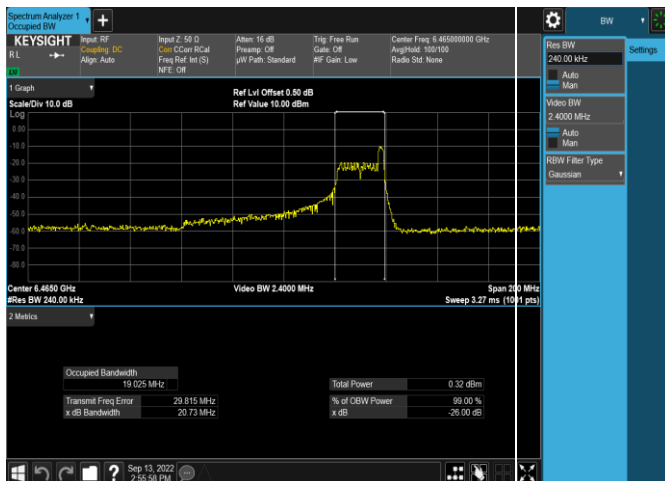 Spectrum Analyzer 1
Occupied BW
+
BW
KEYSIGHT
R L
Input: RF
Coupling: DC
Align: Auto
Input Z: 50 Ω
Corr CCorr RCal
Freq Ref: Int (S)
NFE: Off
Atten: 16 dB
Preamp: Off
µW Path: Standard
Trig: Free Run
Gate: Off
#IF Gain: Low
Center Freq: 6.465000000 GHz
Avg|Hold: 100/100
Radio Std: None
Settings
Res BW
240.00 kHz
Auto
Man
Video BW
2.4000 MHz
Auto
Man
RBW Filter Type
Gaussian
1 Graph
Scale/Div 10.0 dB
Ref Lvl Offset 0.50 dB
Ref Value 10.00 dBm
Log
0.00
-10.0
-20.0
-30.0
-40.0
-50.0
-60.0
-70.0
-80.0
Center 6.4650 GHz
#Res BW 240.00 kHz
Video BW 2.4000 MHz
Span 200 MHz
Sweep 3.27 ms (1001 pts)
2 Metrics
Occupied Bandwidth
19.025 MHz
Transmit Freq Error 29.815 MHz
x dB Bandwidth 20.73 MHz
Total Power 0.32 dBm
% of OBW Power 99.00 %
x dB -26.00 dB
?
Sep 13, 2022
2:55:50 PM